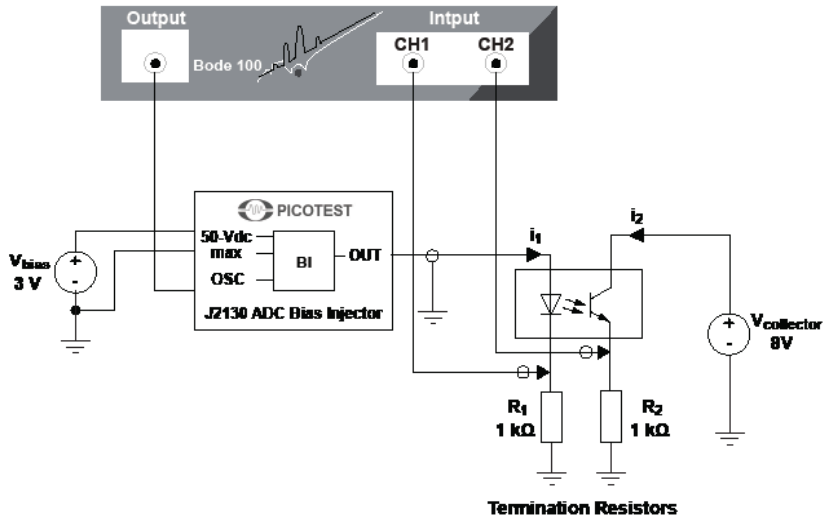 Output
Intput
Bode 100
CH1
CH2
PICOTEST
50-Vdc
max
OSC
BI
OUT
J2130 ADC Bias Injector
Vbias
3 V
+
-
i1
i2
+
-
Vcollector
8V
R1
1 kΩ
R2
1 kΩ
Termination Resistors